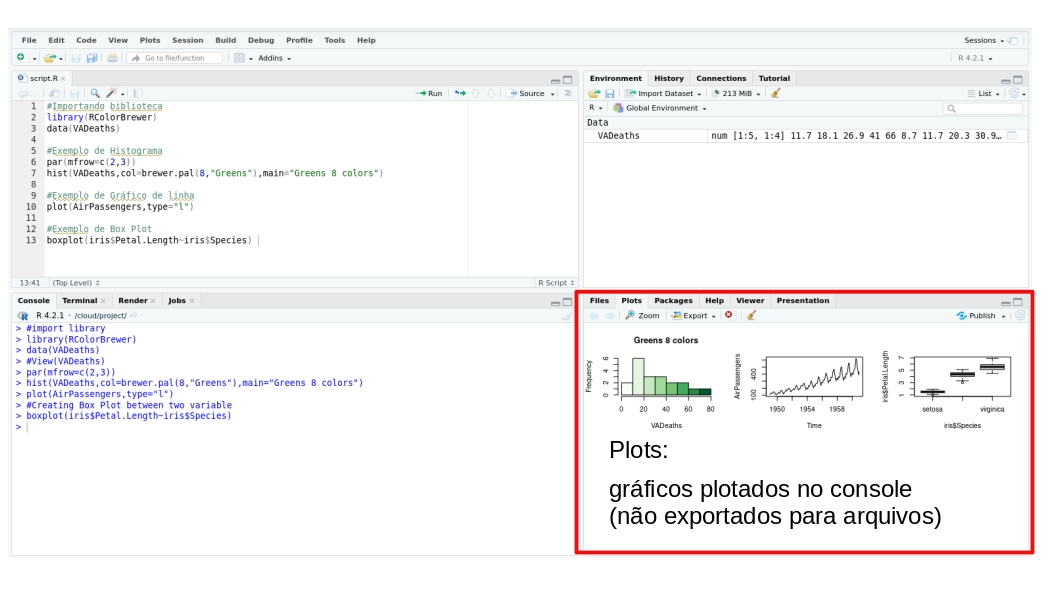 File Edit Code View Plots Session Build Debug Profile Tools Help
Sessions
Go to file/function Addins
R 4.2.1
script.R
Run Source
1 #Importando biblioteca
2 library(RColorBrewer)
3 data(VADeaths)
4
5 #Exemplo de Histograma
6 par(mfrow=c(2,3))
7 hist(VADeaths,col=brewer.pal(8,"Greens"),main="Greens 8 colors")
8
9 #Exemplo de Gráfico de linha
10 plot(AirPassengers,type="l")
11
12 #Exemplo de Box Plot
13 boxplot(iris$Petal.Length~iris$Species)
13:41 (Top Level) R Script
Environment History Connections Tutorial
Import Dataset 213 MiB List
R Global Environment
Data
VADeaths num [1:5, 1:4] 11.7 18.1 26.9 41 66 8.7 11.7 20.3 30.9…
Console Terminal Render Jobs
R 4.2.1 · /cloud/project/
> #import library
> library(RColorBrewer)
> data(VADeaths)
> #View(VADeaths)
> par(mfrow=c(2,3))
> hist(VADeaths,col=brewer.pal(8,"Greens"),main="Greens 8 colors")
> plot(AirPassengers,type="l")
> #Creating Box Plot between two variable
> boxplot(iris$Petal.Length~iris$Species)
>
Files Plots Packages Help Viewer Presentation
Zoom Export Publish
Greens 8 colors
Frequency
0 2 4 6
0 20 40 60 80
VADeaths
AirPassengers
100 400
1950 1954 1958
Time
iris$Petal.Length
1 3 5 7
setosa virginica
iris$Species
Plots:
gráficos plotados no console
(não exportados para arquivos)